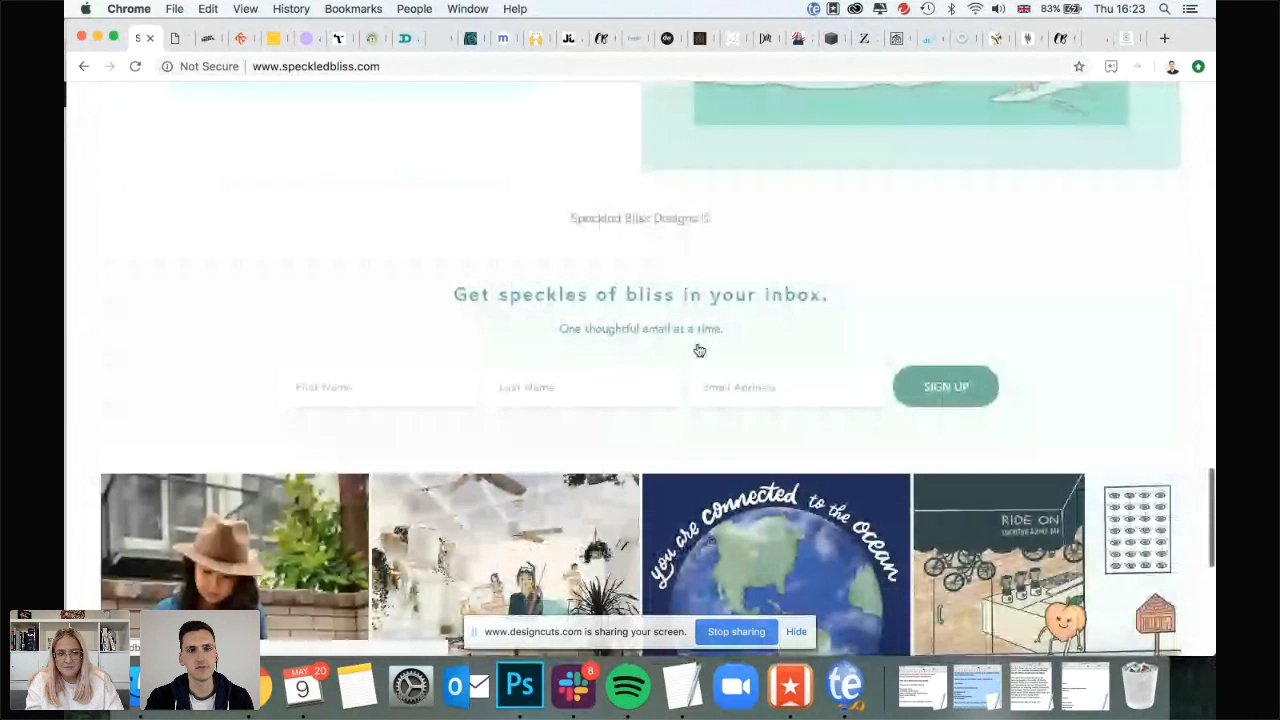 Chrome File Edit View History Bookmarks People Window Help 83% Thu 16:23
S
Not Secure www.speckledbliss.com
Speckled Bliss Designs
Get speckles of bliss in your inbox.
One thoughtful email at a time.
First Name Last Name Email Address SIGN UP
you are connected to the ocean
RIDE ON
www.designcuts.com is sharing your screen. Stop sharing Hide
MAY 20
9
Ps
8
te